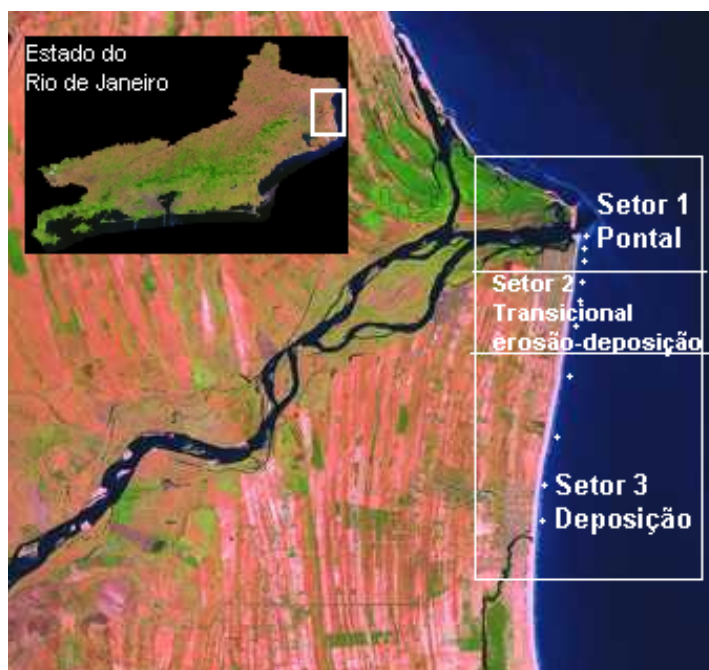 Estado do
Rio de Janeiro
Setor 1
Pontal
Setor 2
Transicional
erosão-deposição
Setor 3
Deposição